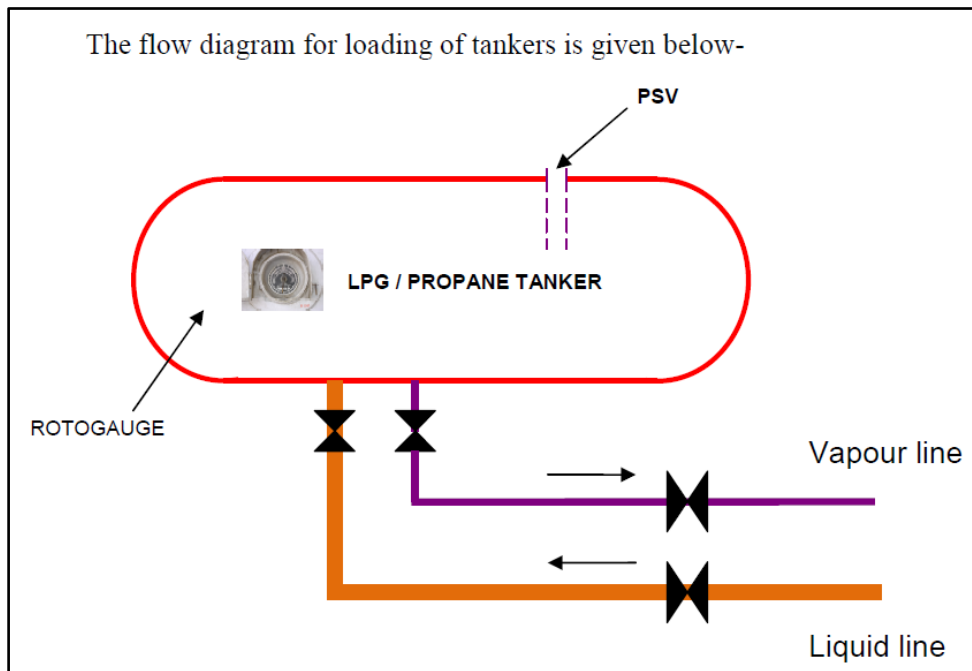 The flow diagram for loading of tankers is given below-
PSV
LPG / PROPANE TANKER
ROTOGAUGE
Vapour line
Liquid line